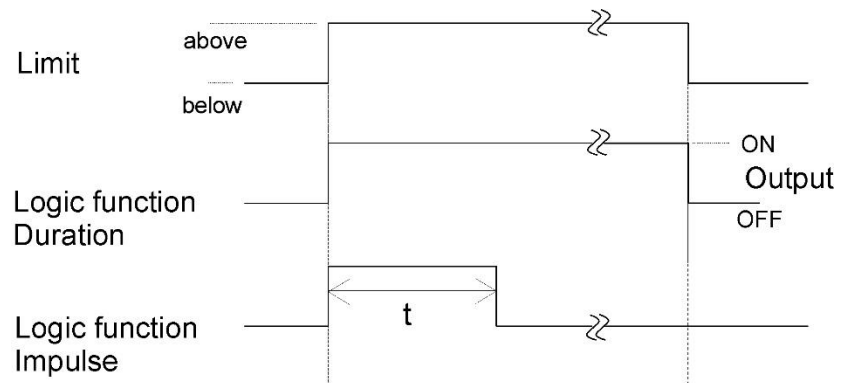 above
Limit
below
ON
Output
OFF
Logic function
Duration
t
Logic function
Impulse